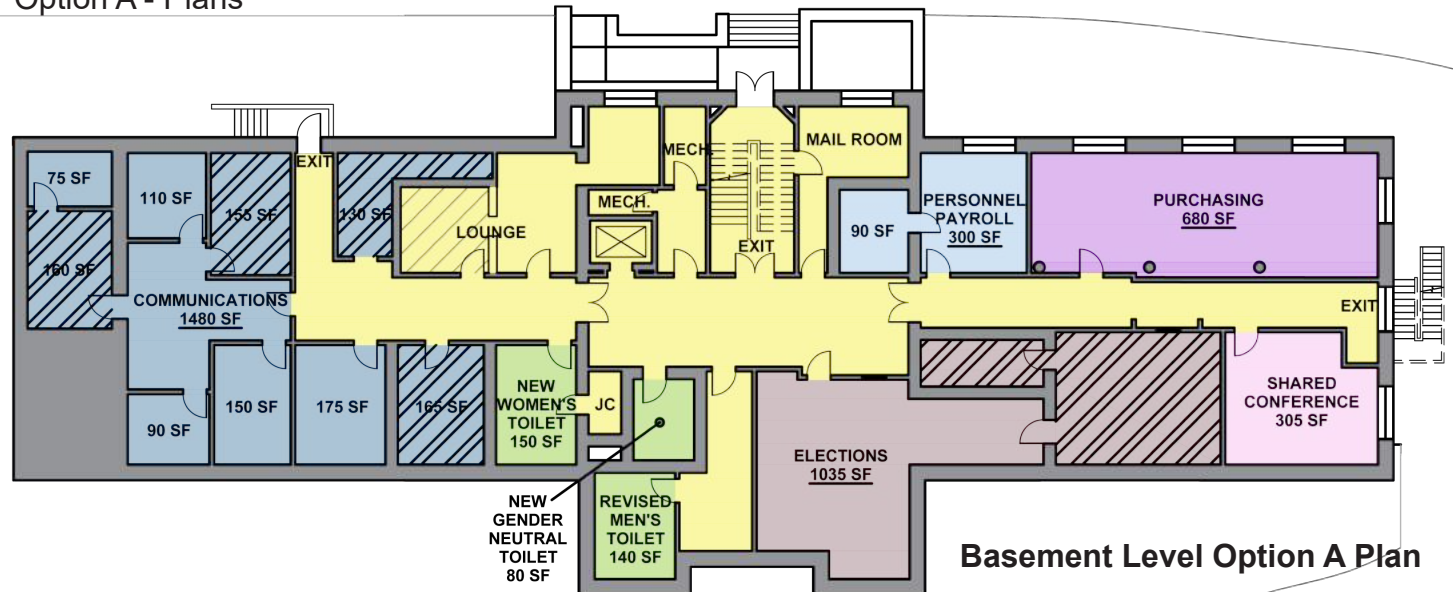 Option A - Plans
EXIT
MECH.
MAIL ROOM
75 SF
110 SF
155 SF
130 SF
MECH.
PERSONNEL
PAYROLL
300 SF
PURCHASING
680 SF
90 SF
LOUNGE
EXIT
160 SF
COMMUNICATIONS
1480 SF
EXIT
150 SF
175 SF
165 SF
90 SF
NEW
WOMEN'S
TOILET
150 SF
JC
SHARED
CONFERENCE
305 SF
ELECTIONS
1035 SF
NEW
GENDER
NEUTRAL
TOILET
80 SF
REVISED
MEN'S
TOILET
140 SF
Basement Level Option A Plan